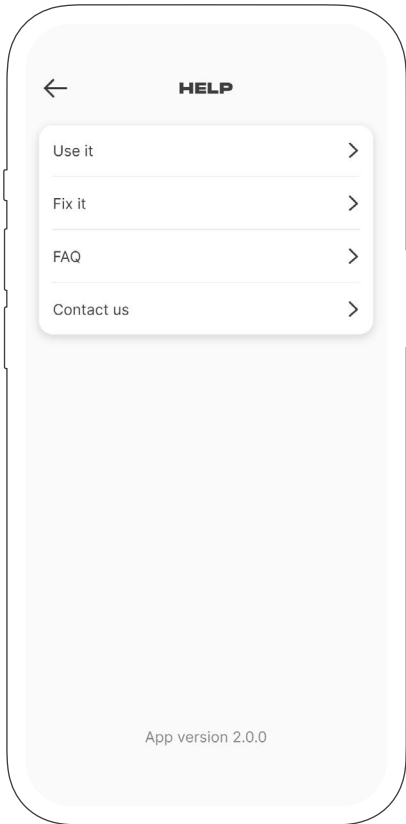 HELP
Use it
Fix it
FAQ
Contact us
App version 2.0.0